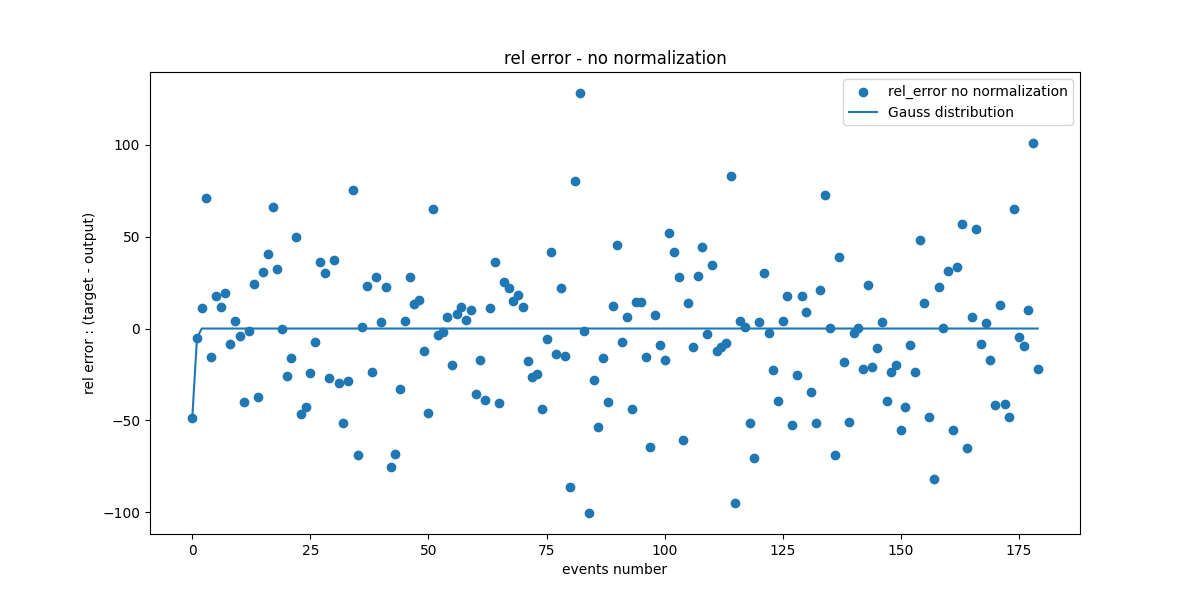 rel error - no normalization
rel_error no normalization
Gauss distribution
rel error : (target - output)
100
50
0
−50
−100
0
25
50
75
100
125
150
175
events number